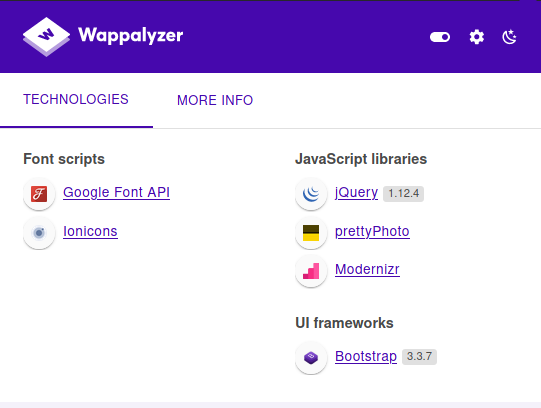 Wappalyzer
TECHNOLOGIES MORE INFO
Font scripts
Google Font API
Ionicons
JavaScript libraries
jQuery 1.12.4
prettyPhoto
Modernizr
UI frameworks
Bootstrap 3.3.7